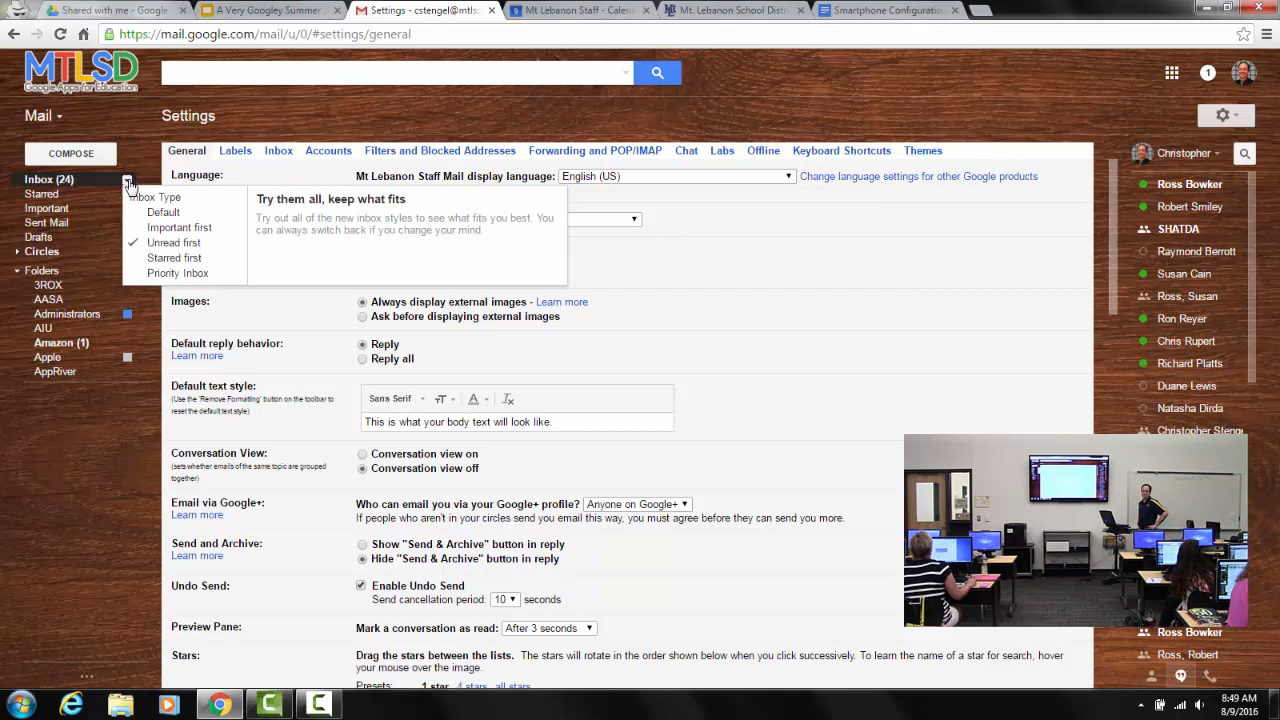 Shared with me - Google
A Very Googley Summer
Settings - cstengel@mtlsd
Mt Lebanon Staff - Calend
Mt. Lebanon School Distri
Smartphone Configuration
https://mail.google.com/mail/u/0/#settings/general
MTLSD
Google Apps for Education
1
Mail
Settings
COMPOSE
General Labels Inbox Accounts Filters and Blocked Addresses Forwarding and POP/IMAP Chat Labs Offline Keyboard Shortcuts Themes
Christopher
Inbox (24)
Starred
Important
Sent Mail
Drafts
Circles
Folders
3ROX
AASA
Administrators
AIU
Amazon (1)
Apple
AppRiver
Inbox Type
Default
Important first
Unread first
Starred first
Priority Inbox
Try them all, keep what fits
Try out all of the new inbox styles to see what fits you best. You
can always switch back if you change your mind.
Language:
Mt Lebanon Staff Mail display language: English (US) Change language settings for other Google products
Images:
Always display external images - Learn more
Ask before displaying external images
Default reply behavior:
Learn more
Reply
Reply all
Default text style:
(Use the 'Remove Formatting' button on the toolbar to
reset the default text style)
Sans Serif
This is what your body text will look like.
Conversation View:
(sets whether emails of the same topic are grouped
together)
Conversation view on
Conversation view off
Email via Google+:
Learn more
Who can email you via your Google+ profile? Anyone on Google+
If people who aren't in your circles send you email this way, you must agree before they can send you more.
Send and Archive:
Learn more
Show "Send & Archive" button in reply
Hide "Send & Archive" button in reply
Undo Send:
Enable Undo Send
Send cancellation period: 10 seconds
Preview Pane:
Mark a conversation as read: After 3 seconds
Stars:
Drag the stars between the lists. The stars will rotate in the order shown below when you click successively. To learn the name of a star for search, hover
your mouse over the image.
Presets: 1 star 4 stars all stars
Ross Bowker
Robert Smiley
SHATDA
Raymond Berrott
Susan Cain
Ross, Susan
Ron Reyer
Chris Rupert
Richard Platts
Duane Lewis
Natasha Dirda
Christopher Steng
Ross Bowker
Ross, Robert
8:49 AM
8/9/2016